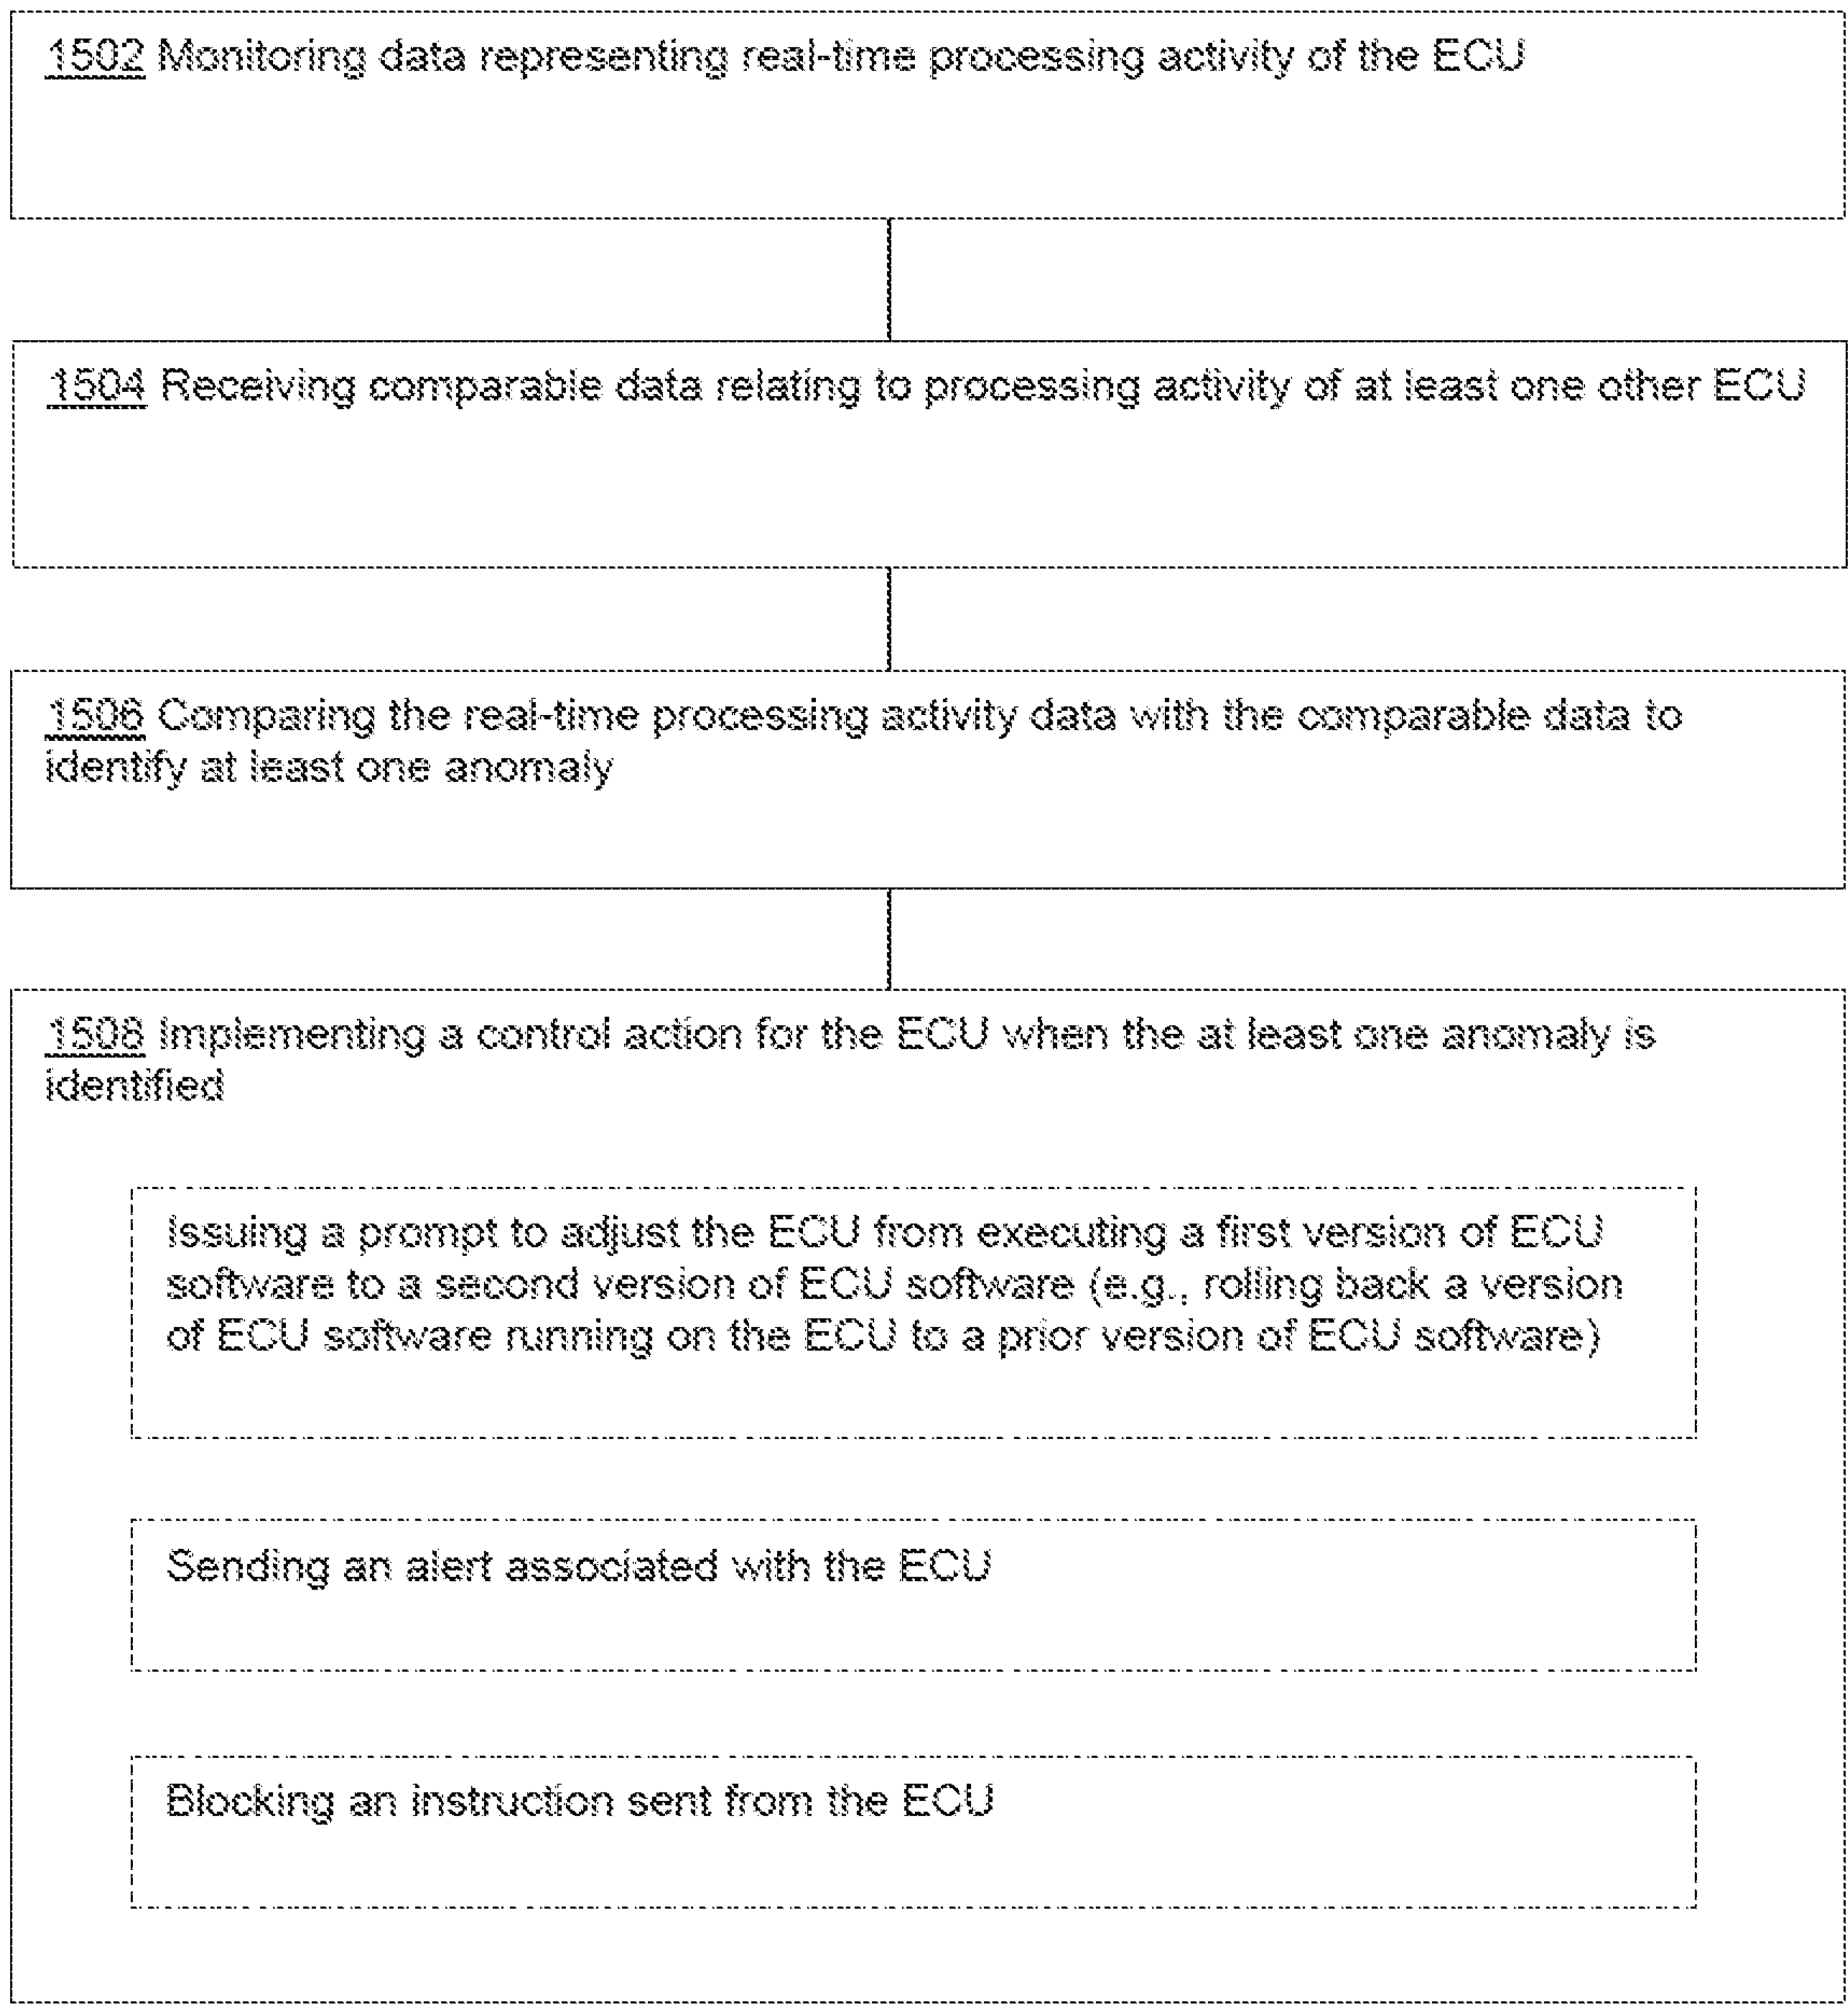 1502 Monitoring data representing real-time processing activity of the ECU
1504 Receiving comparable data relating to processing activity of at least one other ECU
1506 Comparing the real-time processing activity data with the comparable data to
identify at least one anomaly
1508 Implementing a control action for the ECU when the at least one anomaly is
identified
Issuing a prompt to adjust the ECU from executing a first version of ECU
software to a second version of ECU software (e.g., rolling back a version
of ECU software running on the ECU to a prior version of ECU software)
Sending an alert associated with the ECU
Blocking an instruction sent from the ECU